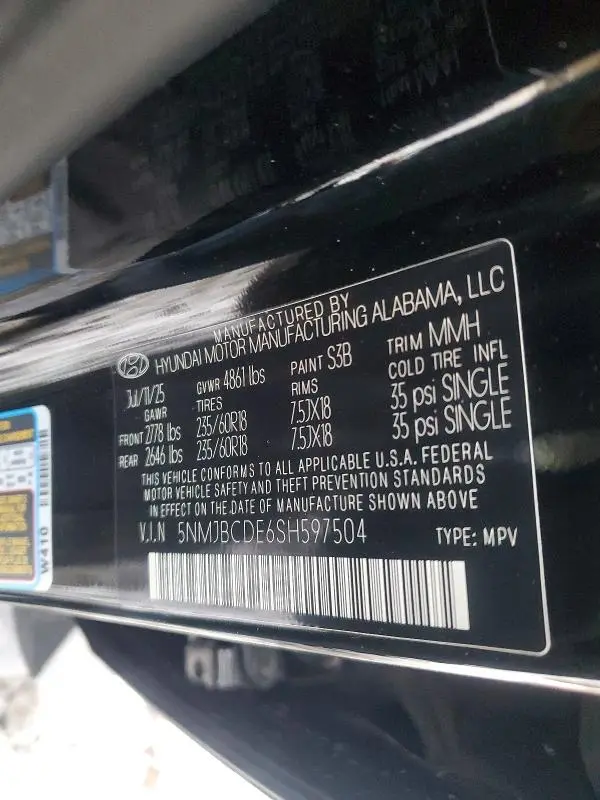 MANUFACTURED BY
HYUNDAI MOTOR MANUFACTURING ALABAMA, LLC
Jul/11/25 GVWR 4861 lbs PAINT S3B TRIM MMH
GAWR TIRES RIMS COLD TIRE INFL
FRONT 2778 lbs 235/60R18 7.5JX18 35 psi SINGLE
REAR 2646 lbs 235/60R18 7.5JX18 35 psi SINGLE
THIS VEHICLE CONFORMS TO ALL APPLICABLE U.S.A. FEDERAL
MOTOR VEHICLE SAFETY AND THEFT PREVENTION STANDARDS
IN EFFECT ON THE DATE OF MANUFACTURE SHOWN ABOVE
V.I.N 5NMJBCDE6SH597504 TYPE: MPV
W410